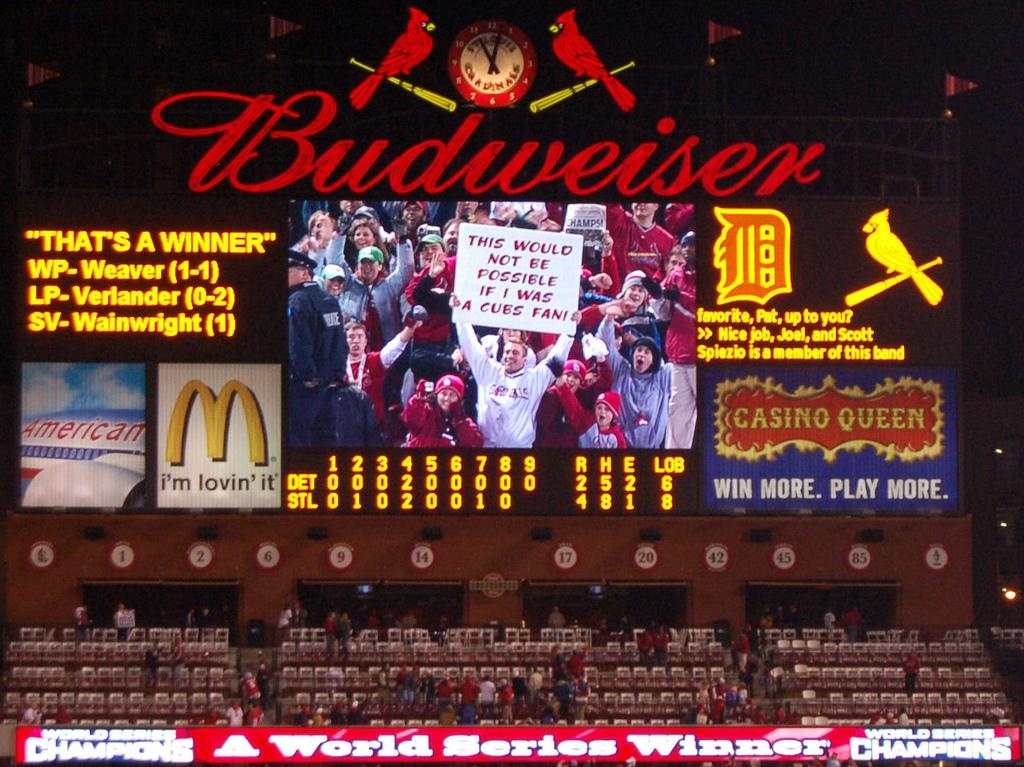 12
ST. LOUIS
CARDINALS
Budweiser
"THAT'S A WINNER"
WP- Weaver (1-1)
LP- Verlander (0-2)
SV- Wainwright (1)
CHAMPS!
THIS WOULD
NOT BE
POSSIBLE
IF I WAS
A CUBS FAN!
POLICE
D
favorite, Pat, up to you?
>> Nice job, Joel, and Scott
Spiezio is a member of this band
American
i'm lovin' it
CASINO QUEEN
WIN MORE. PLAY MORE.
1 2 3 4 5 6 7 8 9 R H E LOB
DET 0 0 0 2 0 0 0 0 0 2 5 2 6
STL 0 1 0 2 0 0 1 0 4 8 1 8
1 2 6 9 14 17 20 42 45 85
WORLD SERIES CHAMPIONS A World Series Winner WORLD SERIES CHAMPIONS